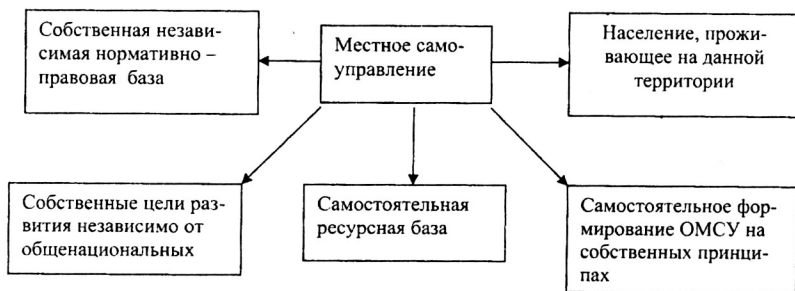 Собственная незави-
симая нормативно –
правовая база
Местное само-
управление
Население, прожи-
вающее на данной
территории
Собственные цели раз-
вития независимо от
общенациональных
Самостоятельная
ресурсная база
Самостоятельное фор-
мирование ОМСУ на
собственных принци-
пах